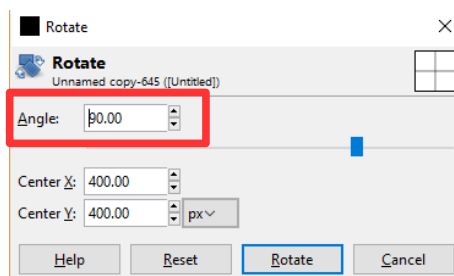 Rotate
Rotate
Unnamed copy-645 ([Untitled])
Angle: 90.00
Center X: 400.00
Center Y: 400.00 px
Help Reset Rotate Cancel